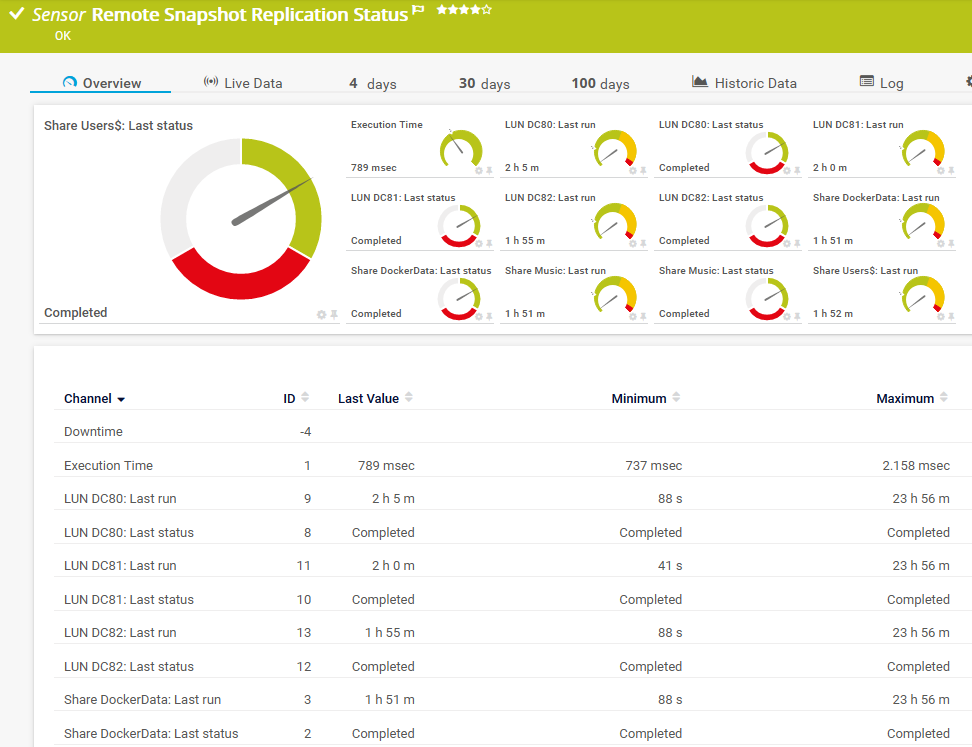 Sensor Remote Snapshot Replication Status
OK
Overview Live Data 4 days 30 days 100 days Historic Data Log
Share Users$: Last status
Completed
Execution Time
789 msec
LUN DC80: Last run
2 h 5 m
LUN DC80: Last status
Completed
LUN DC81: Last run
2 h 0 m
LUN DC81: Last status
Completed
LUN DC82: Last run
1 h 55 m
LUN DC82: Last status
Completed
Share DockerData: Last run
1 h 51 m
Share DockerData: Last status
Completed
Share Music: Last run
1 h 51 m
Share Music: Last status
Completed
Share Users$: Last run
1 h 52 m
Channel ID Last Value Minimum Maximum
Downtime -4
Execution Time 1 789 msec 737 msec 2.158 msec
LUN DC80: Last run 9 2 h 5 m 88 s 23 h 56 m
LUN DC80: Last status 8 Completed Completed Completed
LUN DC81: Last run 11 2 h 0 m 41 s 23 h 56 m
LUN DC81: Last status 10 Completed Completed Completed
LUN DC82: Last run 13 1 h 55 m 88 s 23 h 56 m
LUN DC82: Last status 12 Completed Completed Completed
Share DockerData: Last run 3 1 h 51 m 88 s 23 h 56 m
Share DockerData: Last status 2 Completed Completed Completed